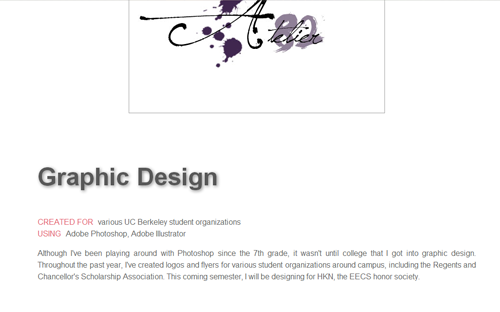 Atelier
Graphic Design
CREATED FOR various UC Berkeley student organizations
USING Adobe Photoshop, Adobe Illustrator
Although I've been playing around with Photoshop since the 7th grade, it wasn't until college that I got into graphic design.
Throughout the past year, I've created logos and flyers for various student organizations around campus, including the Regents and
Chancellor's Scholarship Association. This coming semester, I will be designing for HKN, the EECS honor society.